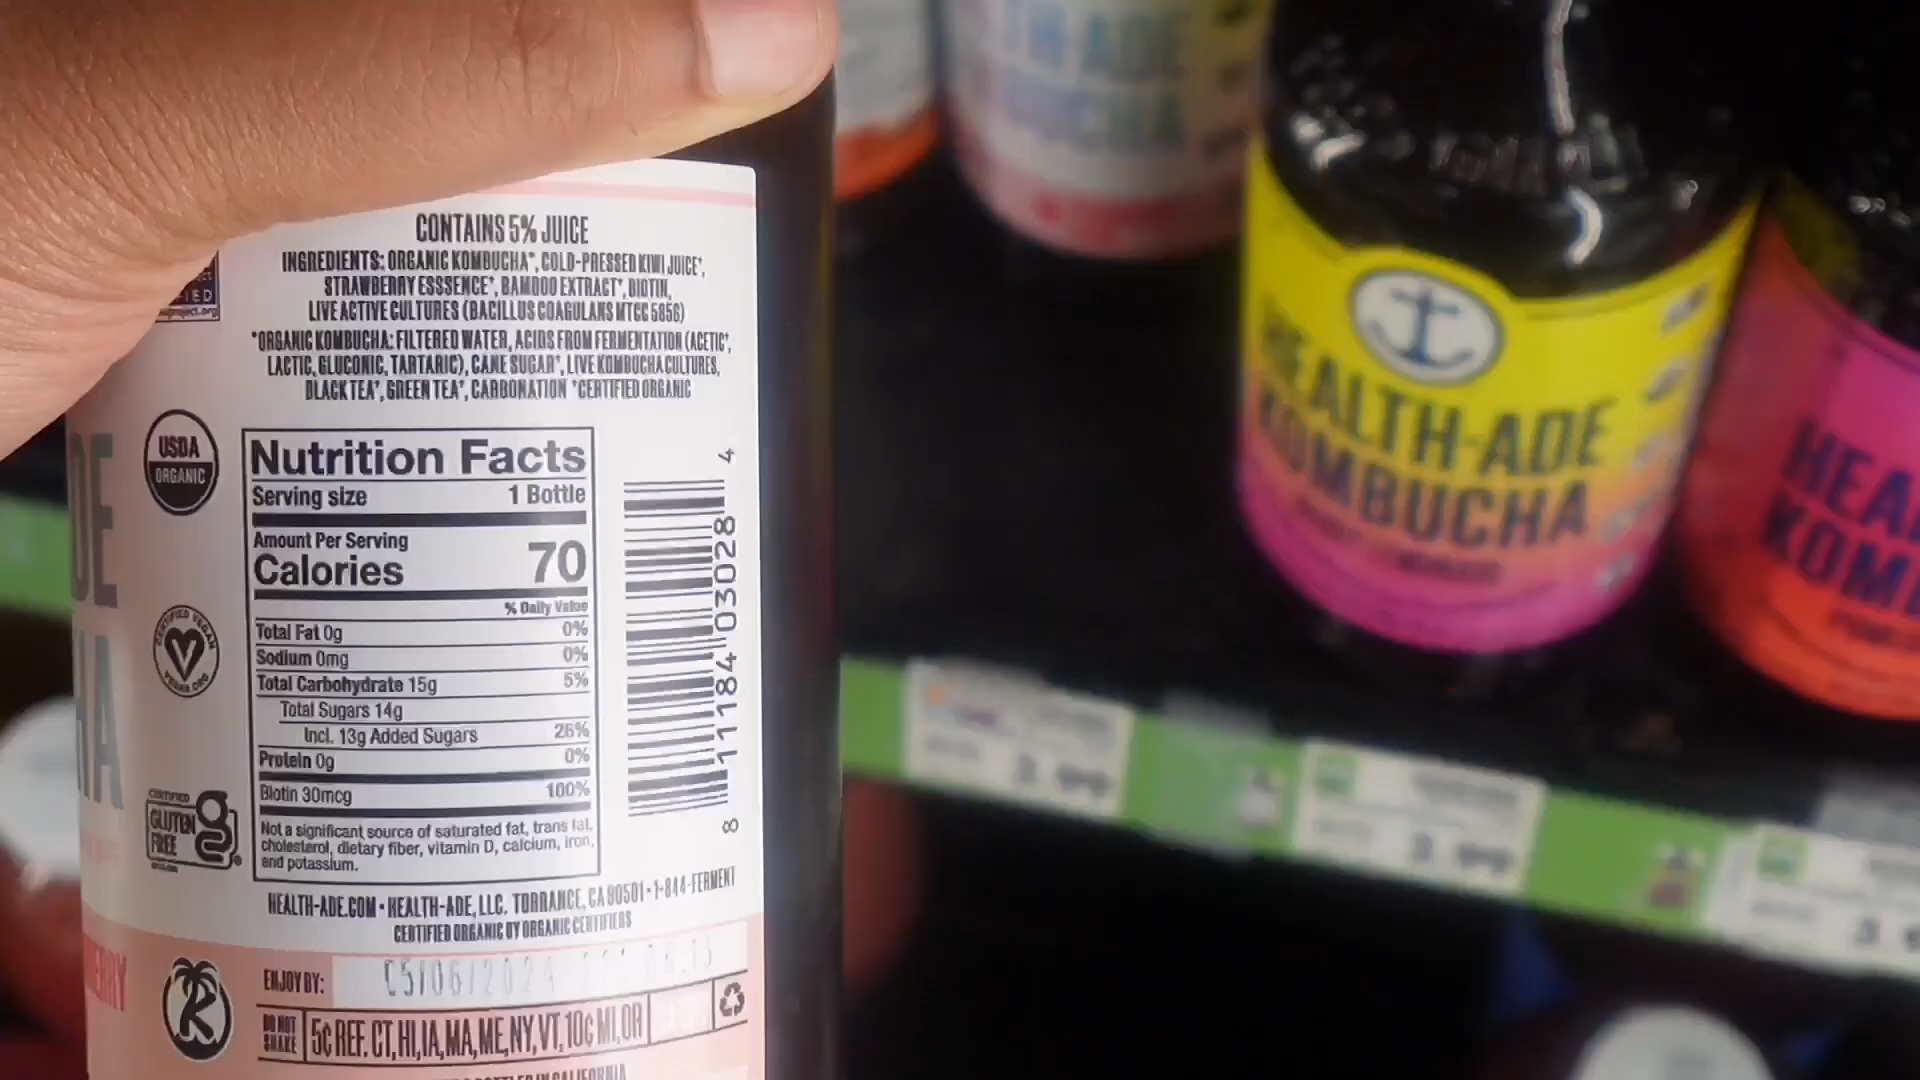 CONTAINS 5% JUICE
INGREDIENTS: ORGANIC KOMBUCHA*, COLD-PRESSED KIWI JUICE*,
STRAWBERRY ESSSENCE*, BAMBOO EXTRACT*, BIOTIN,
LIVE ACTIVE CULTURES (BACILLUS COAGULANS MTCC 5856)
*ORGANIC KOMBUCHA: FILTERED WATER, ACIDS FROM FERMENTATION (ACETIC*,
LACTIC, GLUCONIC, TARTARIC), CANE SUGAR*, LIVE KOMBUCHA CULTURES,
BLACK TEA*, GREEN TEA*, CARBONATION *CERTIFIED ORGANIC
USDA
ORGANIC
CERTIFIED VEGAN
VEGAN.ORG
CERTIFIED
GLUTEN
FREE
Nutrition Facts
Serving size 1 Bottle
Amount Per Serving
Calories 70
% Daily Value
Total Fat 0g 0%
Sodium 0mg 0%
Total Carbohydrate 15g 5%
Total Sugars 14g
Incl. 13g Added Sugars 26%
Protein 0g 0%
Biotin 30mcg 100%
Not a significant source of saturated fat, trans fat,
cholesterol, dietary fiber, vitamin D, calcium, iron,
and potassium.
8 11184 03028 4
HEALTH-ADE.COM • HEALTH-ADE, LLC. TORRANCE, CA 90501 • 1-844-FERMENT
CERTIFIED ORGANIC BY ORGANIC CERTIFIERS
ENJOY BY: 05/06/2024
DO NOT
SHAKE
5¢ REF. CT, HI, IA, MA, ME, NY, VT, 10¢ MI, OR
K
HEALTH-ADE
KOMBUCHA